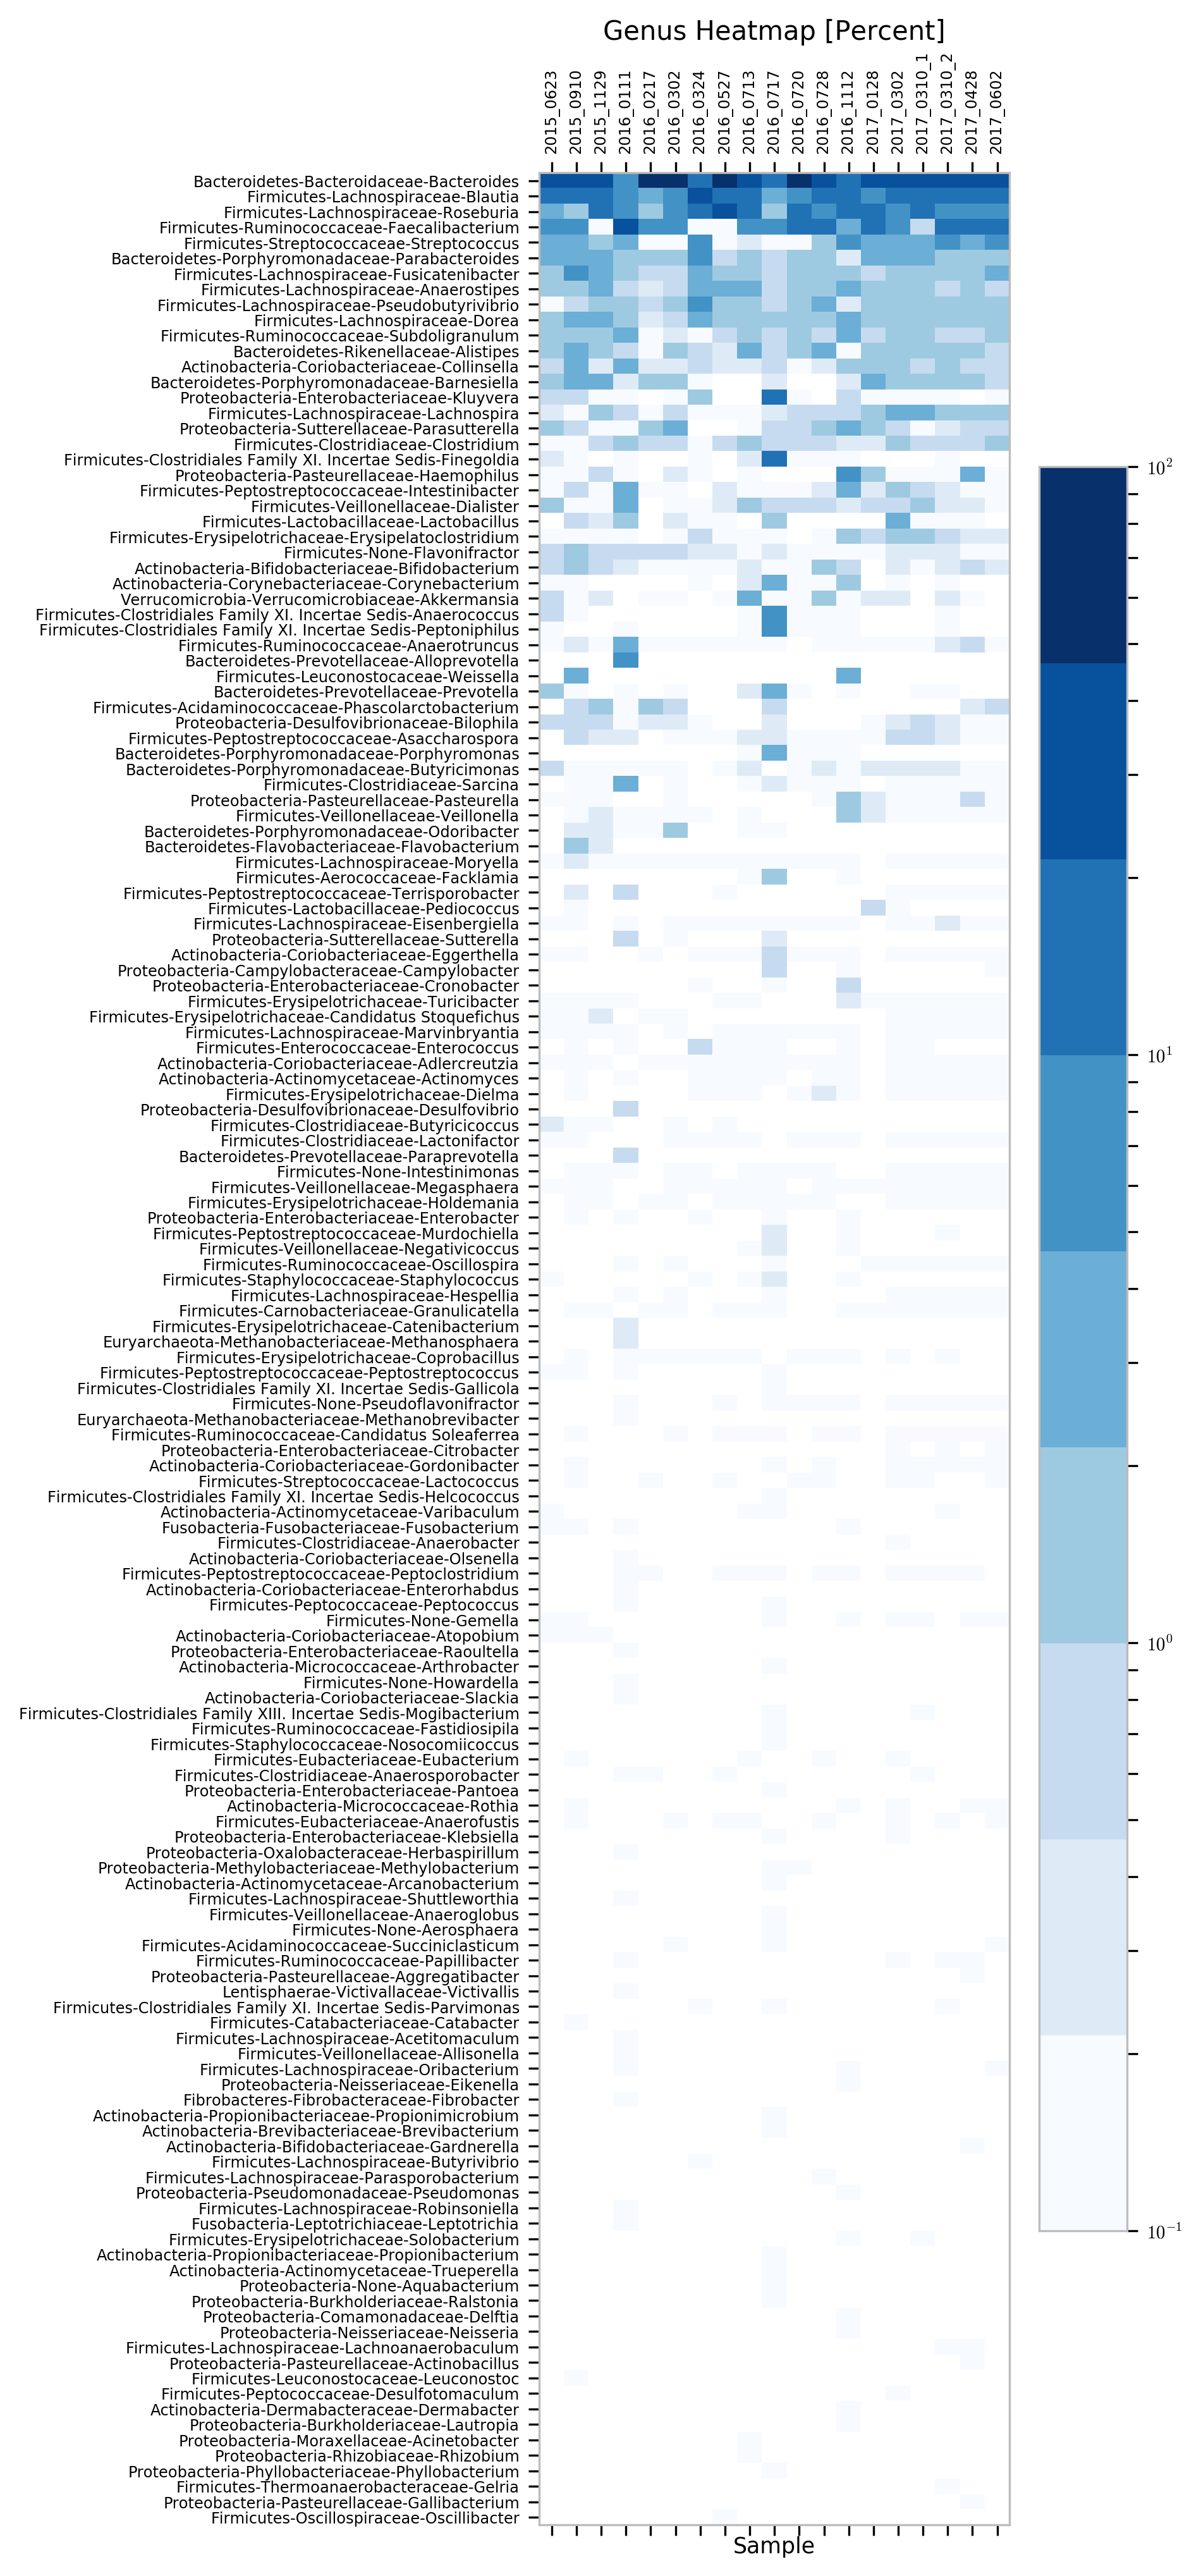 Genus Heatmap [Percent]
2015_0623
2015_0910
2015_1129
2016_0111
2016_0217
2016_0302
2016_0324
2016_0527
2016_0713
2016_0717
2016_0720
2016_0728
2016_1112
2017_0128
2017_0302
2017_0310_1
2017_0310_2
2017_0428
2017_0602
Bacteroidetes-Bacteroidaceae-Bacteroides
Firmicutes-Lachnospiraceae-Blautia
Firmicutes-Lachnospiraceae-Roseburia
Firmicutes-Ruminococcaceae-Faecalibacterium
Firmicutes-Streptococcaceae-Streptococcus
Bacteroidetes-Porphyromonadaceae-Parabacteroides
Firmicutes-Lachnospiraceae-Fusicatenibacter
Firmicutes-Lachnospiraceae-Anaerostipes
Firmicutes-Lachnospiraceae-Pseudobutyrivibrio
Firmicutes-Lachnospiraceae-Dorea
Firmicutes-Ruminococcaceae-Subdoligranulum
Bacteroidetes-Rikenellaceae-Alistipes
Actinobacteria-Coriobacteriaceae-Collinsella
Bacteroidetes-Porphyromonadaceae-Barnesiella
Proteobacteria-Enterobacteriaceae-Kluyvera
Firmicutes-Lachnospiraceae-Lachnospira
Proteobacteria-Sutterellaceae-Parasutterella
Firmicutes-Clostridiaceae-Clostridium
Firmicutes-Clostridiales Family XI. Incertae Sedis-Finegoldia
Proteobacteria-Pasteurellaceae-Haemophilus
Firmicutes-Peptostreptococcaceae-Intestinibacter
Firmicutes-Veillonellaceae-Dialister
Firmicutes-Lactobacillaceae-Lactobacillus
Firmicutes-Erysipelotrichaceae-Erysipelatoclostridium
Firmicutes-None-Flavonifractor
Actinobacteria-Bifidobacteriaceae-Bifidobacterium
Actinobacteria-Corynebacteriaceae-Corynebacterium
Verrucomicrobia-Verrucomicrobiaceae-Akkermansia
Firmicutes-Clostridiales Family XI. Incertae Sedis-Anaerococcus
Firmicutes-Clostridiales Family XI. Incertae Sedis-Peptoniphilus
Firmicutes-Ruminococcaceae-Anaerotruncus
Bacteroidetes-Prevotellaceae-Alloprevotella
Firmicutes-Leuconostocaceae-Weissella
Bacteroidetes-Prevotellaceae-Prevotella
Firmicutes-Acidaminococcaceae-Phascolarctobacterium
Proteobacteria-Desulfovibrionaceae-Bilophila
Firmicutes-Peptostreptococcaceae-Asaccharospora
Bacteroidetes-Porphyromonadaceae-Porphyromonas
Bacteroidetes-Porphyromonadaceae-Butyricimonas
Firmicutes-Clostridiaceae-Sarcina
Proteobacteria-Pasteurellaceae-Pasteurella
Firmicutes-Veillonellaceae-Veillonella
Bacteroidetes-Porphyromonadaceae-Odoribacter
Bacteroidetes-Flavobacteriaceae-Flavobacterium
Firmicutes-Lachnospiraceae-Moryella
Firmicutes-Aerococcaceae-Facklamia
Firmicutes-Peptostreptococcaceae-Terrisporobacter
Firmicutes-Lactobacillaceae-Pediococcus
Firmicutes-Lachnospiraceae-Eisenbergiella
Proteobacteria-Sutterellaceae-Sutterella
Actinobacteria-Coriobacteriaceae-Eggerthella
Proteobacteria-Campylobacteraceae-Campylobacter
Proteobacteria-Enterobacteriaceae-Cronobacter
Firmicutes-Erysipelotrichaceae-Turicibacter
Firmicutes-Erysipelotrichaceae-Candidatus Stoquefichus
Firmicutes-Lachnospiraceae-Marvinbryantia
Firmicutes-Enterococcaceae-Enterococcus
Actinobacteria-Coriobacteriaceae-Adlercreutzia
Actinobacteria-Actinomycetaceae-Actinomyces
Firmicutes-Erysipelotrichaceae-Dielma
Proteobacteria-Desulfovibrionaceae-Desulfovibrio
Firmicutes-Clostridiaceae-Butyricicoccus
Firmicutes-Clostridiaceae-Lactonifactor
Bacteroidetes-Prevotellaceae-Paraprevotella
Firmicutes-None-Intestinimonas
Firmicutes-Veillonellaceae-Megasphaera
Firmicutes-Erysipelotrichaceae-Holdemania
Proteobacteria-Enterobacteriaceae-Enterobacter
Firmicutes-Peptostreptococcaceae-Murdochiella
Firmicutes-Veillonellaceae-Negativicoccus
Firmicutes-Ruminococcaceae-Oscillospira
Firmicutes-Staphylococcaceae-Staphylococcus
Firmicutes-Lachnospiraceae-Hespellia
Firmicutes-Carnobacteriaceae-Granulicatella
Firmicutes-Erysipelotrichaceae-Catenibacterium
Euryarchaeota-Methanobacteriaceae-Methanosphaera
Firmicutes-Erysipelotrichaceae-Coprobacillus
Firmicutes-Peptostreptococcaceae-Peptostreptococcus
Firmicutes-Clostridiales Family XI. Incertae Sedis-Gallicola
Firmicutes-None-Pseudoflavonifractor
Euryarchaeota-Methanobacteriaceae-Methanobrevibacter
Firmicutes-Ruminococcaceae-Candidatus Soleaferrea
Proteobacteria-Enterobacteriaceae-Citrobacter
Actinobacteria-Coriobacteriaceae-Gordonibacter
Firmicutes-Streptococcaceae-Lactococcus
Firmicutes-Clostridiales Family XI. Incertae Sedis-Helcococcus
Actinobacteria-Actinomycetaceae-Varibaculum
Fusobacteria-Fusobacteriaceae-Fusobacterium
Firmicutes-Clostridiaceae-Anaerobacter
Actinobacteria-Coriobacteriaceae-Olsenella
Firmicutes-Peptostreptococcaceae-Peptoclostridium
Actinobacteria-Coriobacteriaceae-Enterorhabdus
Firmicutes-Peptococcaceae-Peptococcus
Firmicutes-None-Gemella
Actinobacteria-Coriobacteriaceae-Atopobium
Proteobacteria-Enterobacteriaceae-Raoultella
Actinobacteria-Micrococcaceae-Arthrobacter
Firmicutes-None-Howardella
Actinobacteria-Coriobacteriaceae-Slackia
Firmicutes-Clostridiales Family XIII. Incertae Sedis-Mogibacterium
Firmicutes-Ruminococcaceae-Fastidiosipila
Firmicutes-Staphylococcaceae-Nosocomiicoccus
Firmicutes-Eubacteriaceae-Eubacterium
Firmicutes-Clostridiaceae-Anaerosporobacter
Proteobacteria-Enterobacteriaceae-Pantoea
Actinobacteria-Micrococcaceae-Rothia
Firmicutes-Eubacteriaceae-Anaerofustis
Proteobacteria-Enterobacteriaceae-Klebsiella
Proteobacteria-Oxalobacteraceae-Herbaspirillum
Proteobacteria-Methylobacteriaceae-Methylobacterium
Actinobacteria-Actinomycetaceae-Arcanobacterium
Firmicutes-Lachnospiraceae-Shuttleworthia
Firmicutes-Veillonellaceae-Anaeroglobus
Firmicutes-None-Aerosphaera
Firmicutes-Acidaminococcaceae-Succiniclasticum
Firmicutes-Ruminococcaceae-Papillibacter
Proteobacteria-Pasteurellaceae-Aggregatibacter
Lentisphaerae-Victivallaceae-Victivallis
Firmicutes-Clostridiales Family XI. Incertae Sedis-Parvimonas
Firmicutes-Catabacteriaceae-Catabacter
Firmicutes-Lachnospiraceae-Acetitomaculum
Firmicutes-Veillonellaceae-Allisonella
Firmicutes-Lachnospiraceae-Oribacterium
Proteobacteria-Neisseriaceae-Eikenella
Fibrobacteres-Fibrobacteraceae-Fibrobacter
Actinobacteria-Propionibacteriaceae-Propionimicrobium
Actinobacteria-Brevibacteriaceae-Brevibacterium
Actinobacteria-Bifidobacteriaceae-Gardnerella
Firmicutes-Lachnospiraceae-Butyrivibrio
Firmicutes-Lachnospiraceae-Parasporobacterium
Proteobacteria-Pseudomonadaceae-Pseudomonas
Firmicutes-Lachnospiraceae-Robinsoniella
Fusobacteria-Leptotrichiaceae-Leptotrichia
Firmicutes-Erysipelotrichaceae-Solobacterium
Actinobacteria-Propionibacteriaceae-Propionibacterium
Actinobacteria-Actinomycetaceae-Trueperella
Proteobacteria-None-Aquabacterium
Proteobacteria-Burkholderiaceae-Ralstonia
Proteobacteria-Comamonadaceae-Delftia
Proteobacteria-Neisseriaceae-Neisseria
Firmicutes-Lachnospiraceae-Lachnoanaerobaculum
Proteobacteria-Pasteurellaceae-Actinobacillus
Firmicutes-Leuconostocaceae-Leuconostoc
Firmicutes-Peptococcaceae-Desulfotomaculum
Actinobacteria-Dermabacteraceae-Dermabacter
Proteobacteria-Burkholderiaceae-Lautropia
Proteobacteria-Moraxellaceae-Acinetobacter
Proteobacteria-Rhizobiaceae-Rhizobium
Proteobacteria-Phyllobacteriaceae-Phyllobacterium
Firmicutes-Thermoanaerobacteraceae-Gelria
Proteobacteria-Pasteurellaceae-Gallibacterium
Firmicutes-Oscillospiraceae-Oscillibacter
Sample
10²
10¹
10⁰
10⁻¹